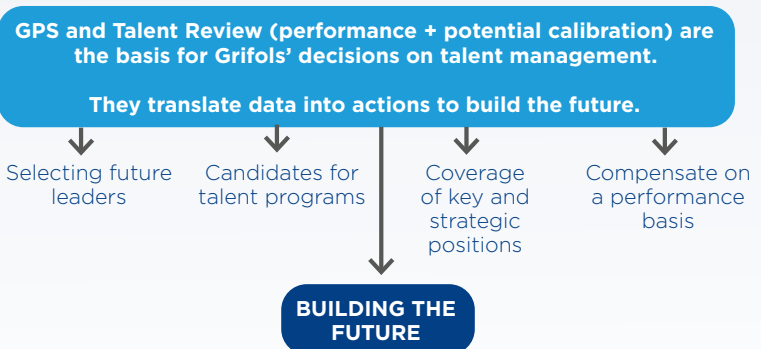 GPS and Talent Review (performance + potential calibration) are
the basis for Grifols’ decisions on talent management.
They translate data into actions to build the future.
Selecting future
leaders
Candidates for
talent programs
Coverage
of key and
strategic
positions
Compensate on
a performance
basis
BUILDING THE
FUTURE